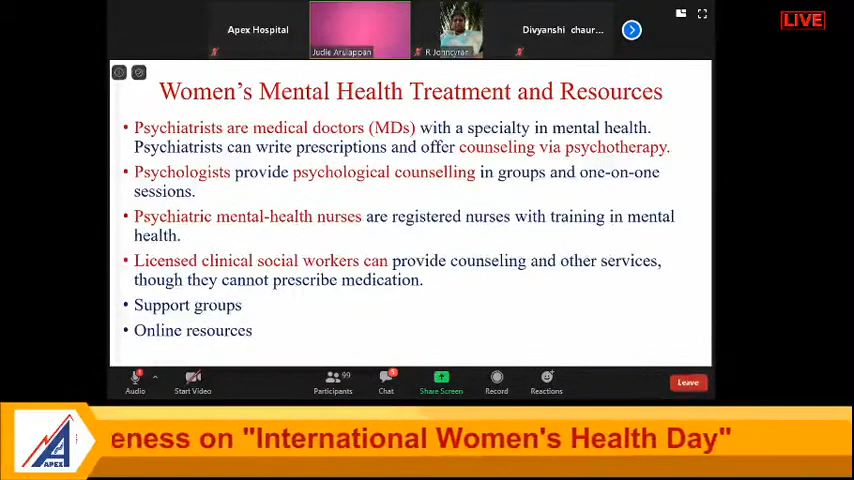 LIVE
Apex Hospital
Judie Arulappan
R Johncyran
Divyanshi chaur...
Women's Mental Health Treatment and Resources
• Psychiatrists are medical doctors (MDs) with a specialty in mental health.
Psychiatrists can write prescriptions and offer counseling via psychotherapy.
• Psychologists provide psychological counselling in groups and one-on-one
sessions.
• Psychiatric mental-health nurses are registered nurses with training in mental
health.
• Licensed clinical social workers can provide counseling and other services,
though they cannot prescribe medication.
• Support groups
• Online resources
99
Audio
Start Video
Participants
Chat
Share Screen
Record
Reactions
Leave
eness on "International Women's Health Day"
APEX